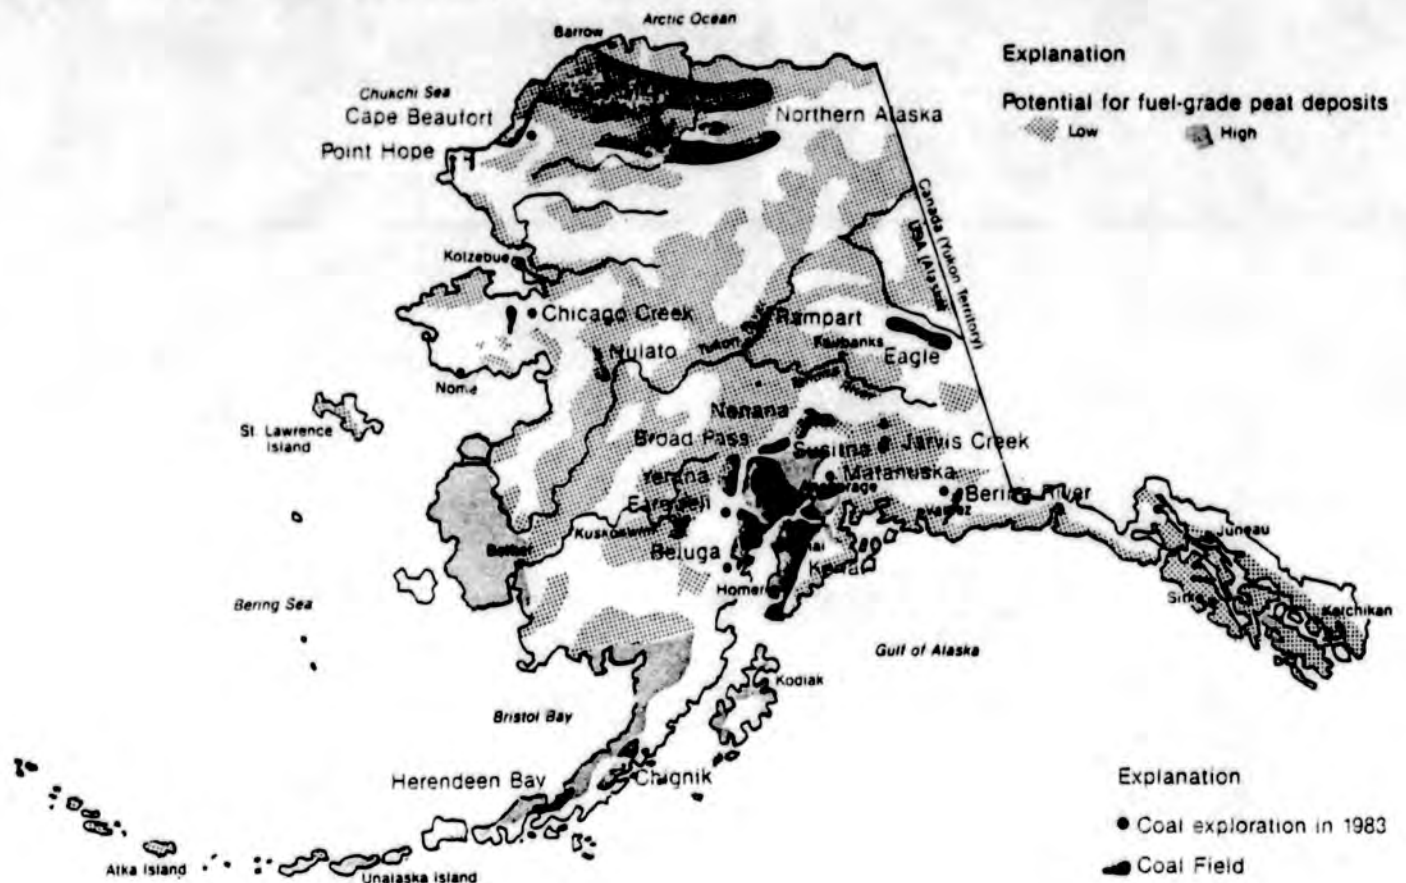 Arctic Ocean
Barrow
Explanation
Potential for fuel-grade peat deposits
Low
High
Chukchi Sea
Cape Beaufort
Northern Alaska
Point Hope
Canada (Yukon Territory)
USA (Alaska)
Kotzebue
Chicago Creek
Rampart
Nulato
Yukon
Fairbanks
Eagle
Nome
River
Nenana
St. Lawrence
Island
Broad Pass
Susitna
Jarvis Creek
Yentna
Matanuska
Anchorage
Bering River
Valdez
Farewell
Kuskokwim
Bethel
Juneau
Beluga
Kenai
Homer
Sitka
Ketchikan
Bering Sea
Gulf of Alaska
Kodiak
Bristol Bay
Herendeen Bay
Chignik
Explanation
Coal exploration in 1983
Coal Field
Atka Island
Unalaska Island